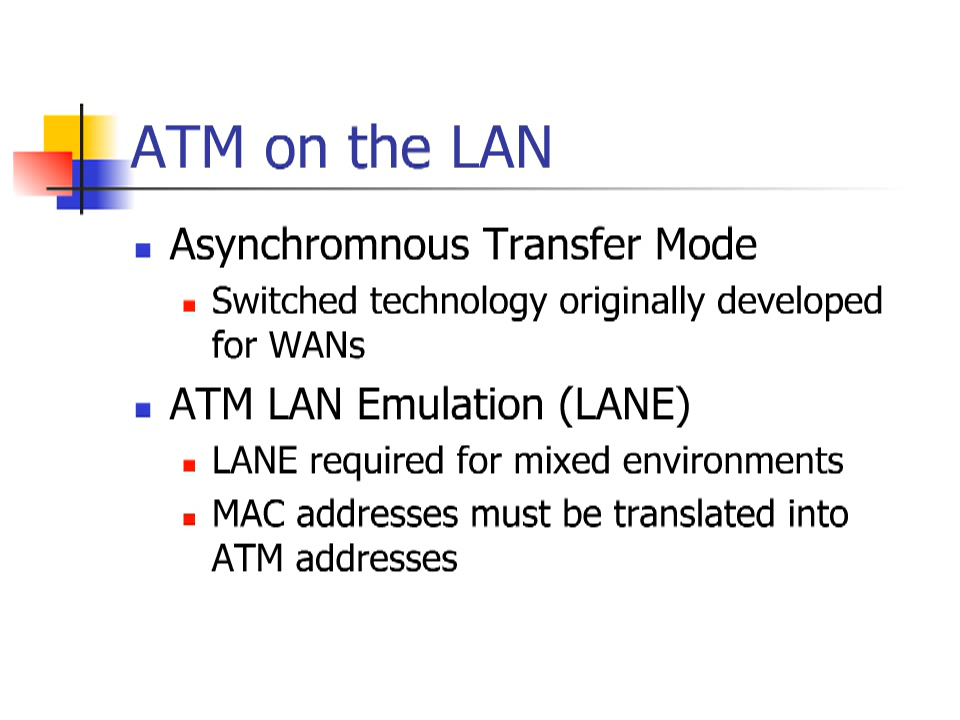 ATM on the LAN
Asynchromnous Transfer Mode
Switched technology originally developed
for WANs
ATM LAN Emulation (LANE)
LANE required for mixed environments
MAC addresses must be translated into
ATM addresses